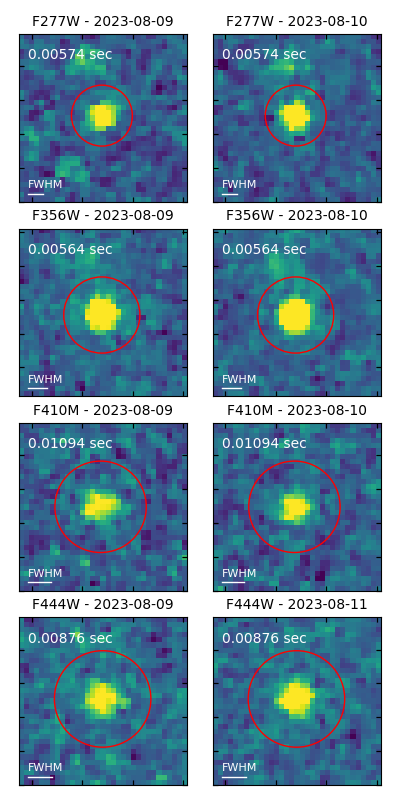 F277W - 2023-08-09
F277W - 2023-08-10
0.00574 sec
0.00574 sec
FWHM
FWHM
F356W - 2023-08-09
F356W - 2023-08-10
0.00564 sec
0.00564 sec
FWHM
FWHM
F410M - 2023-08-09
F410M - 2023-08-10
0.01094 sec
0.01094 sec
FWHM
FWHM
F444W - 2023-08-09
F444W - 2023-08-11
0.00876 sec
0.00876 sec
FWHM
FWHM